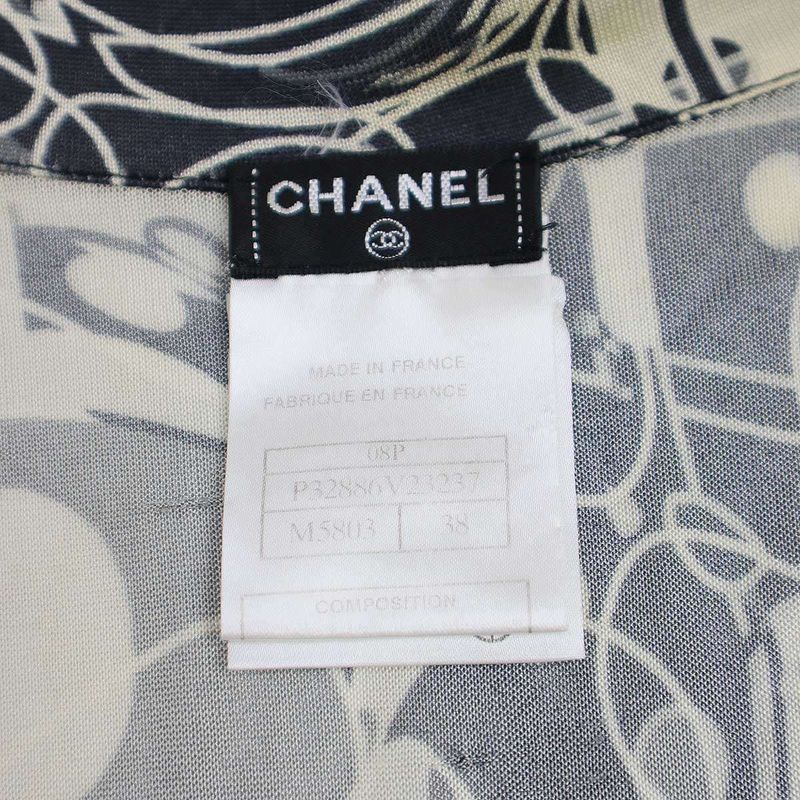 CHANEL
MADE IN FRANCE
FABRIQUE EN FRANCE
08P
P32886V23237
M5803 38
COMPOSITION